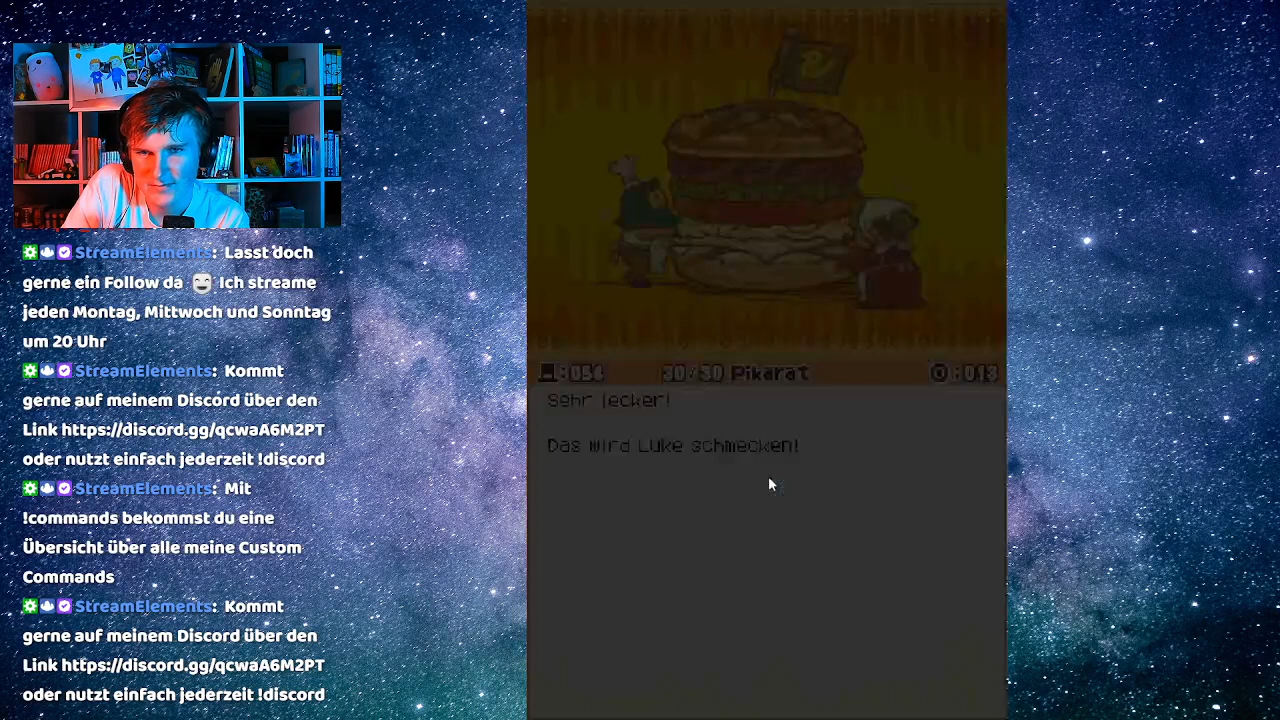 StreamElements: Lasst doch
gerne ein Follow da Ich streame
jeden Montag, Mittwoch und Sonntag
um 20 Uhr
StreamElements: Kommt
gerne auf meinem Discord über den
Link https://discord.gg/qcwaA6M2PT
oder nutzt einfach jederzeit !discord
StreamElements: Mit
!commands bekommst du eine
Übersicht über alle meine Custom
Commands
StreamElements: Kommt
gerne auf meinem Discord über den
Link https://discord.gg/qcwaA6M2PT
oder nutzt einfach jederzeit !discord
:054 30/30 Pikarat :013
Sehr lecker!
Das wird Luke schmecken!